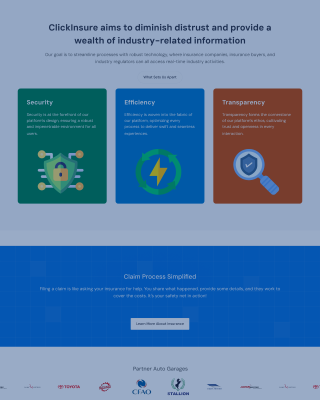 ClickInsure aims to diminish distrust and provide a
wealth of industry-related information
Our goal is to streamline processes with robust technology, where insurance companies, insurance buyers, and
industry regulators can all access real-time industry activities.
What Sets Us Apart
Security
Security is at the forefront of our
platform's design, ensuring a robust
and dependable environment for all
users.
Efficiency
Efficiency is woven into the fabric of
our platform, optimizing every
process to deliver swift and seamless
experiences.
Transparency
Transparency forms the cornerstone
of our platform's ethos, cultivating
trust and openness in every
interaction.
Claim Process Simplified
Filing a claim is like asking your insurance for help. You share what happened, provide some details, and they work to
cover the costs. It's your safety net in action!
Learn More About Insurance
Partner Auto Garages
TOYOTA
CFAO
STALLION